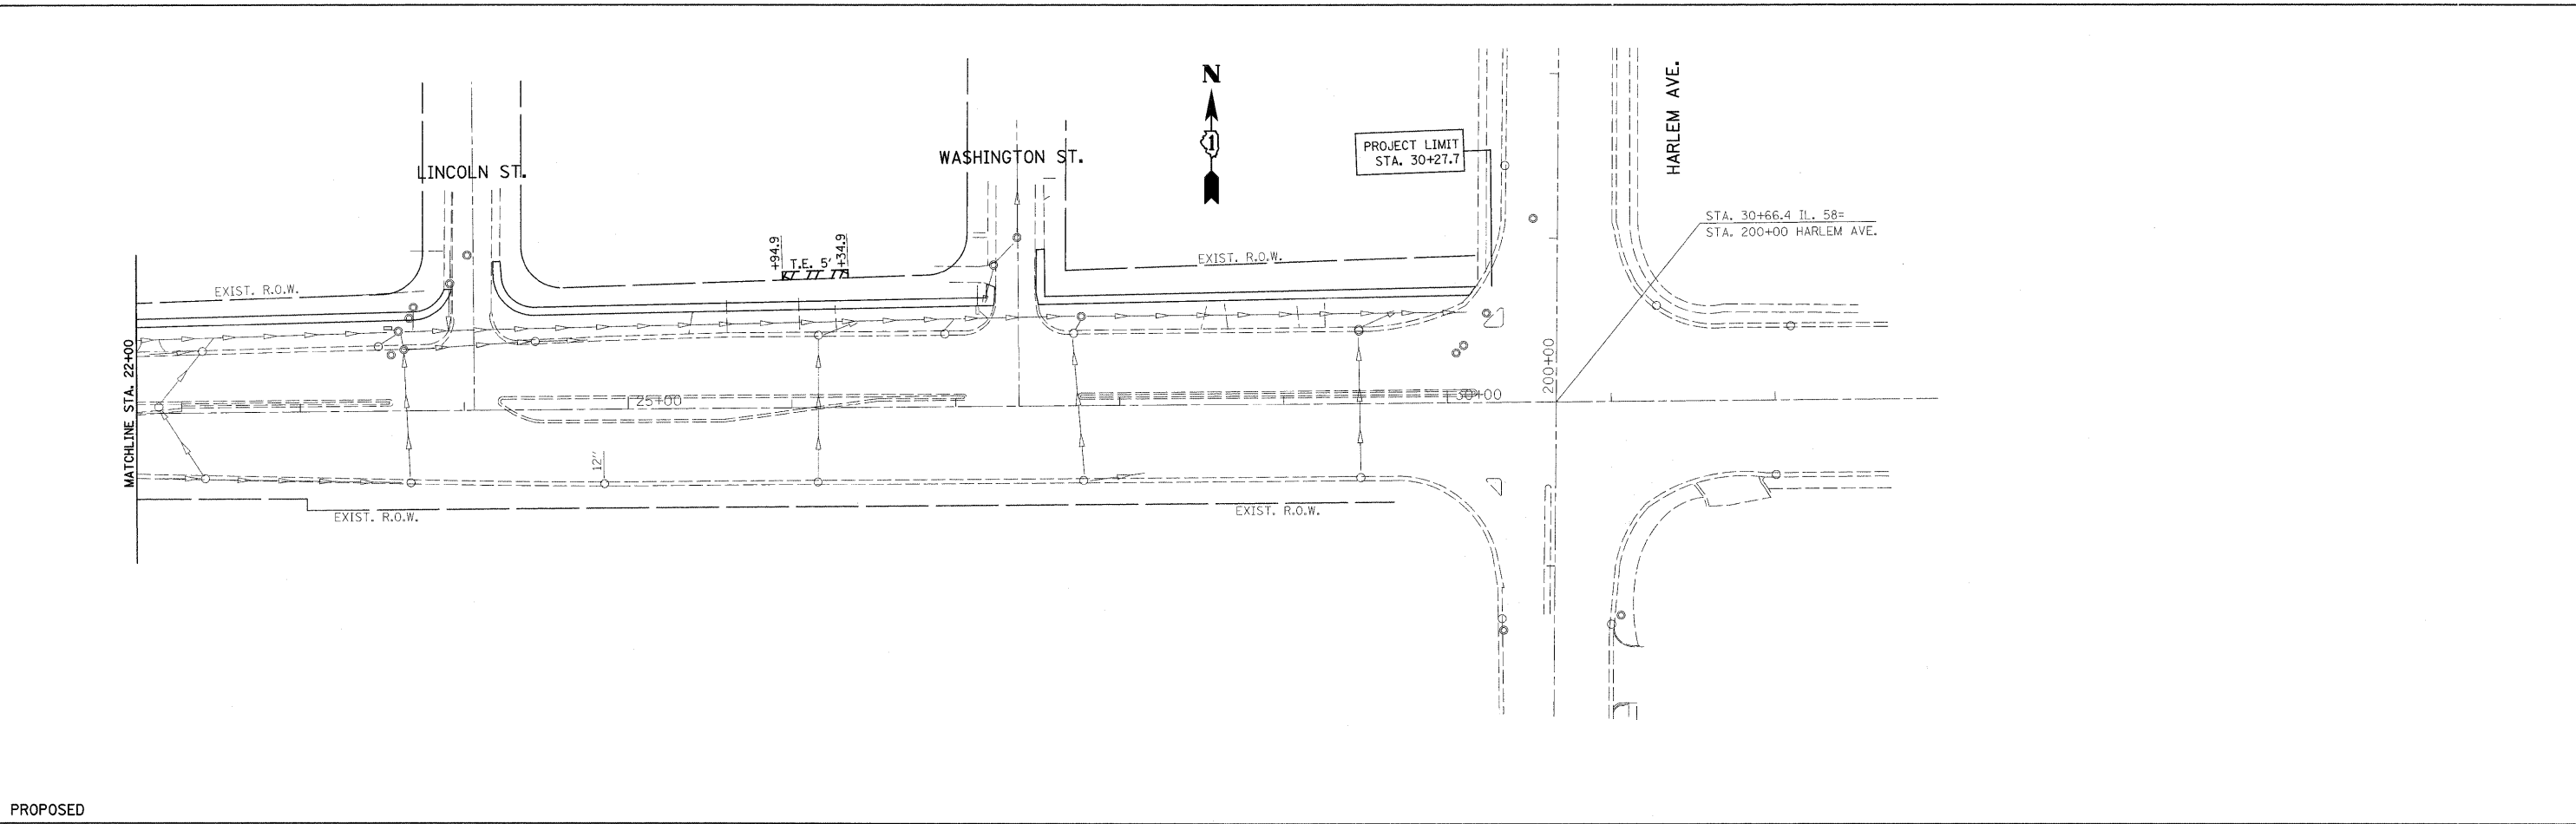 N
1
HARLEM AVE.
PROJECT LIMIT
STA. 30+27.7
LINCOLN ST.
WASHINGTON ST.
STA. 30+66.4 IL. 58=
STA. 200+00 HARLEM AVE.
+94.9
T.E. 5'
+34.9
EXIST. R.O.W.
EXIST. R.O.W.
MATCHLINE STA. 22+00
200+00
25+00
30+00
12"
EXIST. R.O.W.
EXIST. R.O.W.
PROPOSED